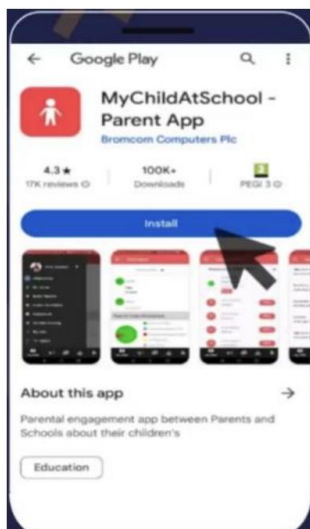 Google Play
MyChildAtSchool -
Parent App
Bromcom Computers Plc
4.3★
100K+
17K reviews
Downloads
PEGI 3
Install
About this app
Parental engagement app between Parents and
Schools about their children's
Education